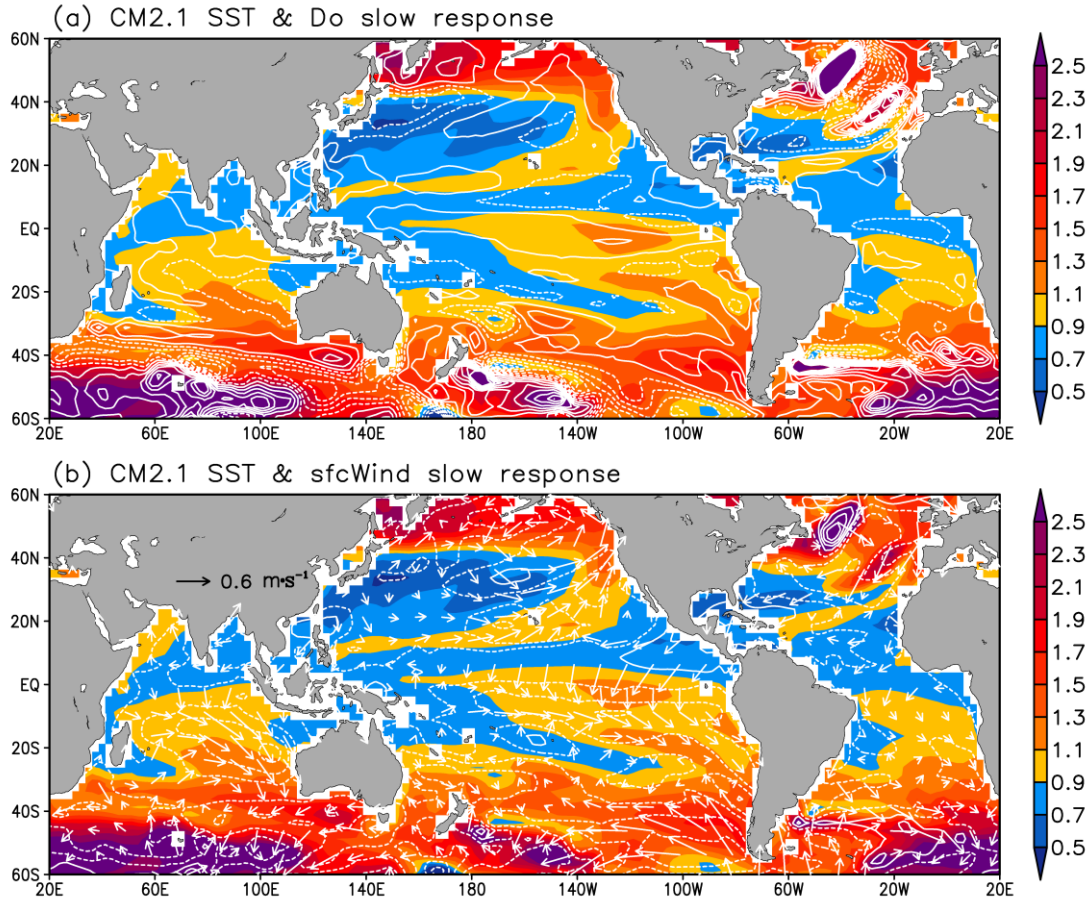 (a) CM2.1 SST & Do slow response
60N
40N
20N
EQ
20S
40S
60S
20E 60E 100E 140E 180 140W 100W 60W 20W 20E
2.5
2.3
2.1
1.9
1.7
1.5
1.3
1.1
0.9
0.7
0.5
(b) CM2.1 SST & sfcWind slow response
60N
40N
20N
EQ
20S
40S
60S
0.6 m·s⁻¹
20E 60E 100E 140E 180 140W 100W 60W 20W 20E
2.5
2.3
2.1
1.9
1.7
1.5
1.3
1.1
0.9
0.7
0.5